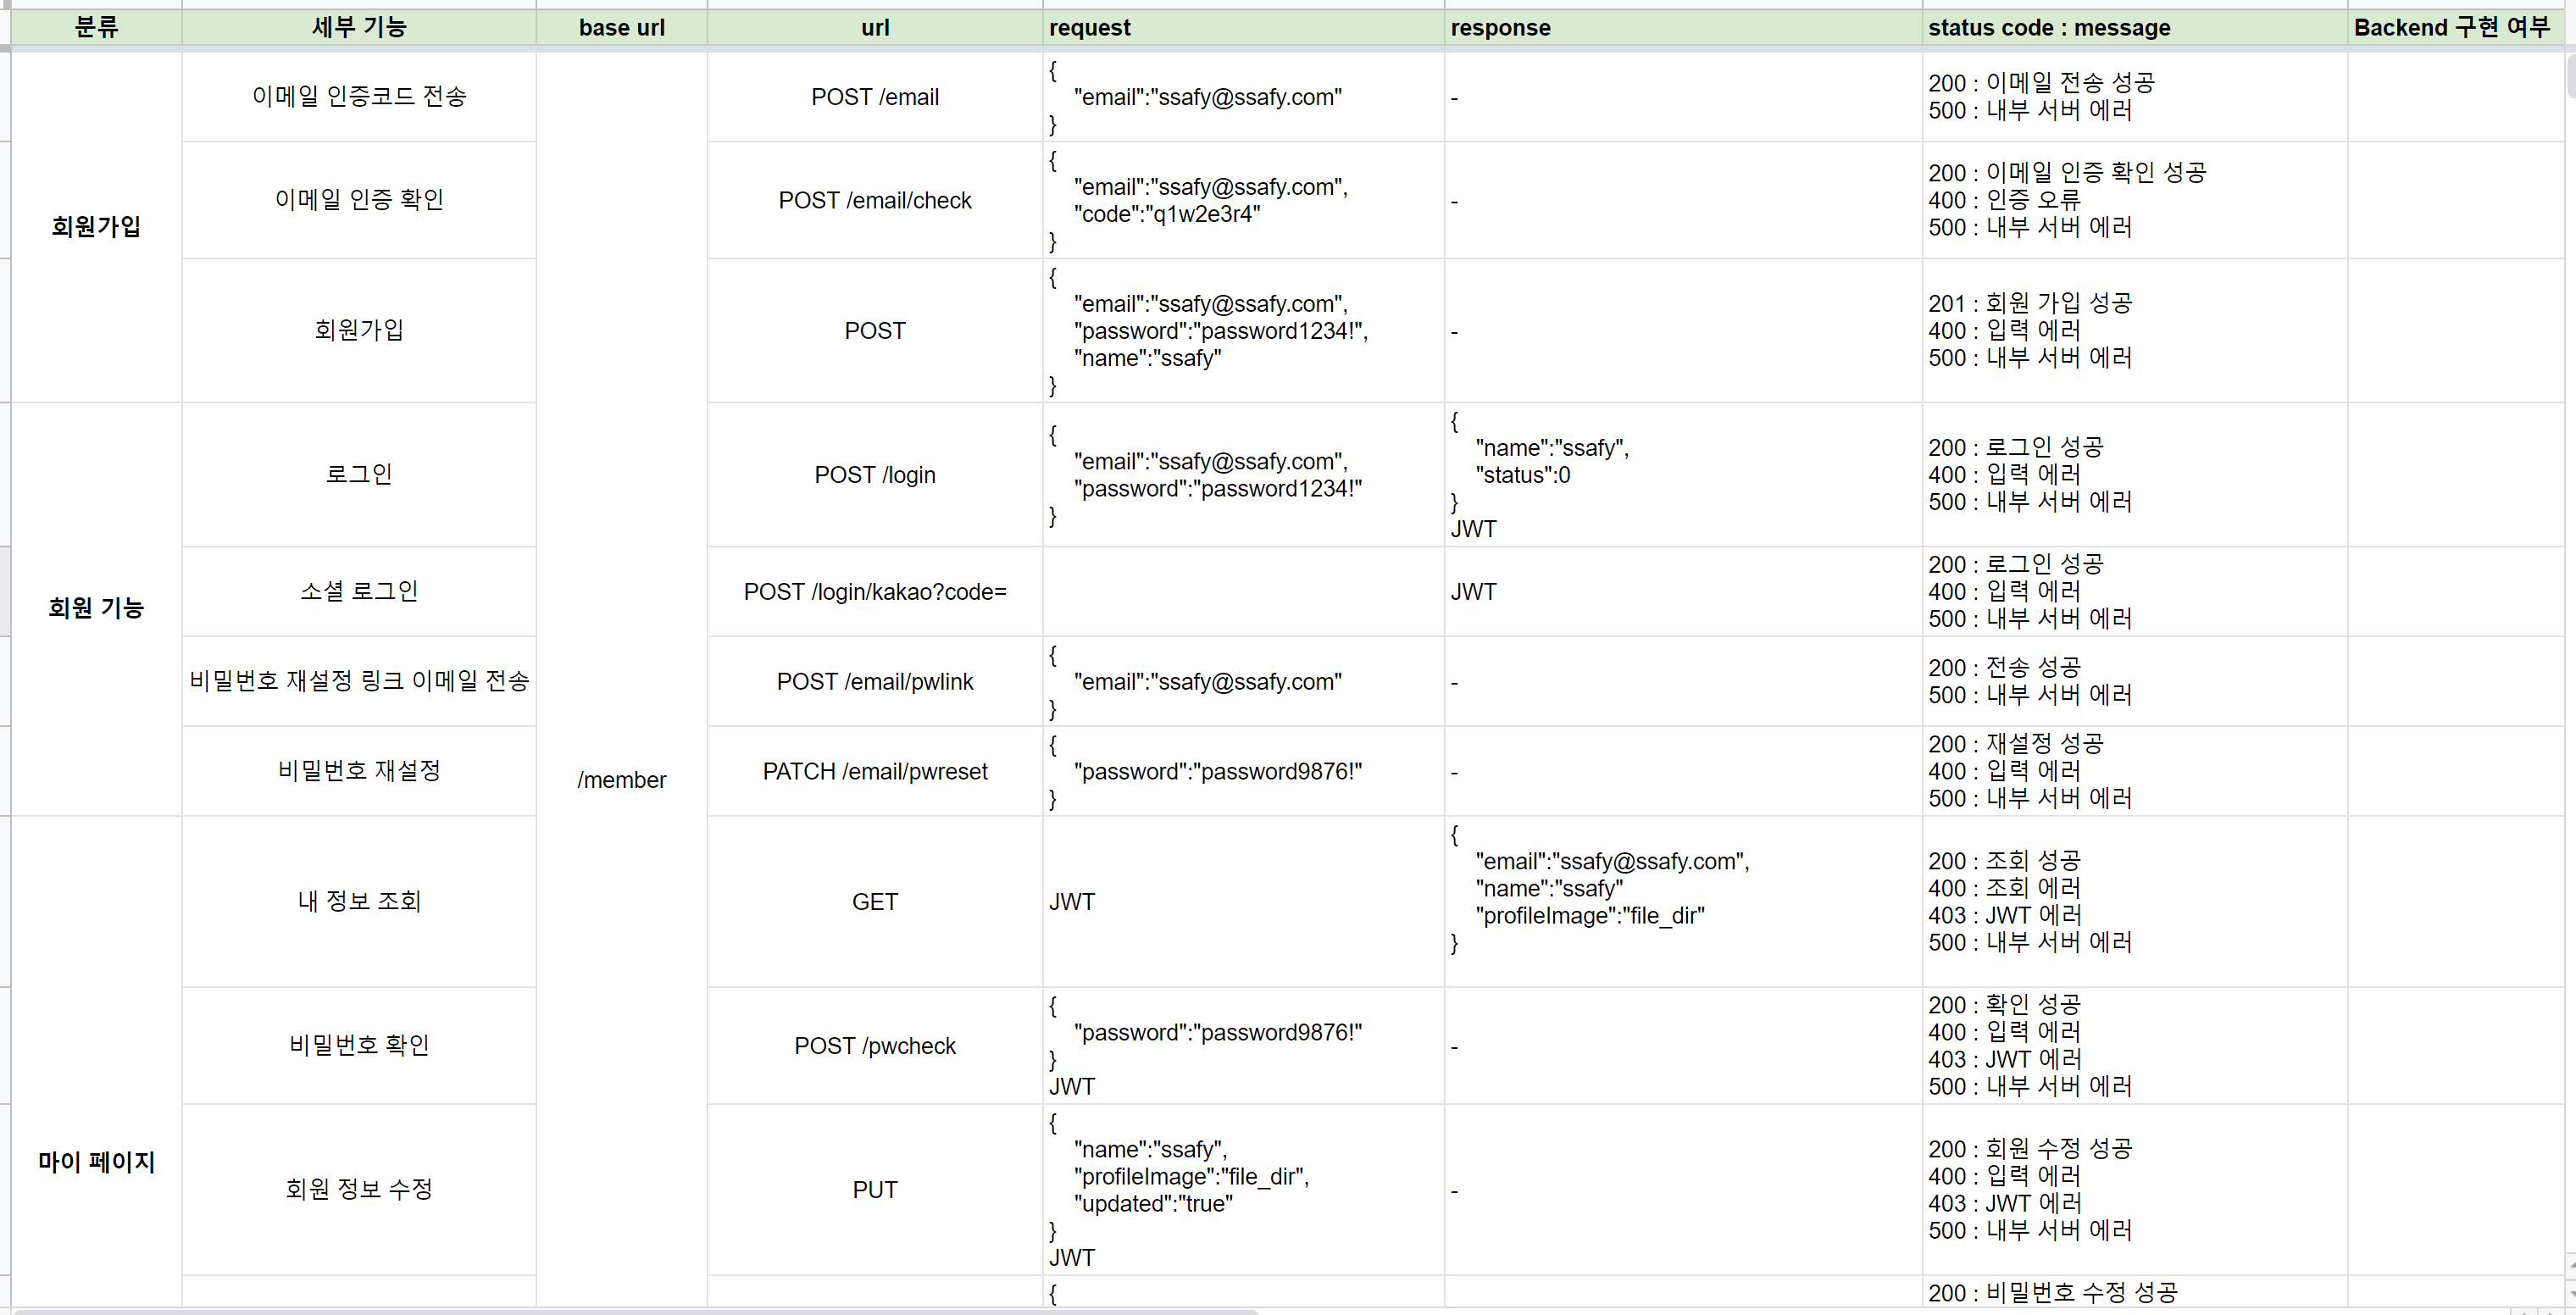 분류 세부 기능 base url url request response status code : message Backend 구현 여부
회원가입
이메일 인증코드 전송
/member
POST /email
{
"email":"ssafy@ssafy.com"
}
-
200 : 이메일 전송 성공
500 : 내부 서버 에러
이메일 인증 확인
POST /email/check
{
"email":"ssafy@ssafy.com",
"code":"q1w2e3r4"
}
-
200 : 이메일 인증 확인 성공
400 : 인증 오류
500 : 내부 서버 에러
회원가입
POST
{
"email":"ssafy@ssafy.com",
"password":"password1234!",
"name":"ssafy"
}
-
201 : 회원 가입 성공
400 : 입력 에러
500 : 내부 서버 에러
회원 기능
로그인
POST /login
{
"email":"ssafy@ssafy.com",
"password":"password1234!"
}
{
"name":"ssafy",
"status":0
}
JWT
200 : 로그인 성공
400 : 입력 에러
500 : 내부 서버 에러
소셜 로그인
POST /login/kakao?code=
JWT
200 : 로그인 성공
400 : 입력 에러
500 : 내부 서버 에러
비밀번호 재설정 링크 이메일 전송
POST /email/pwlink
{
"email":"ssafy@ssafy.com"
}
-
200 : 전송 성공
500 : 내부 서버 에러
비밀번호 재설정
PATCH /email/pwreset
{
"password":"password9876!"
}
-
200 : 재설정 성공
400 : 입력 에러
500 : 내부 서버 에러
마이 페이지
내 정보 조회
GET
JWT
{
"email":"ssafy@ssafy.com",
"name":"ssafy"
"profileImage":"file_dir"
}
200 : 조회 성공
400 : 조회 에러
403 : JWT 에러
500 : 내부 서버 에러
비밀번호 확인
POST /pwcheck
{
"password":"password9876!"
}
JWT
-
200 : 확인 성공
400 : 입력 에러
403 : JWT 에러
500 : 내부 서버 에러
회원 정보 수정
PUT
{
"name":"ssafy",
"profileImage":"file_dir",
"updated":"true"
}
JWT
-
200 : 회원 수정 성공
400 : 입력 에러
403 : JWT 에러
500 : 내부 서버 에러
{
200 : 비밀번호 수정 성공